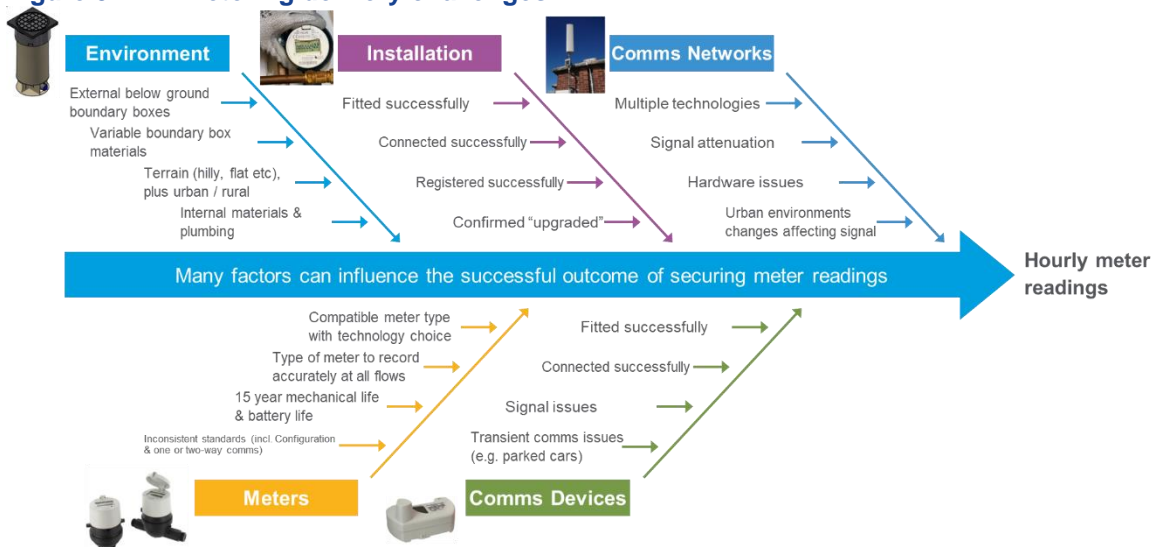 Environment
External below ground
boundary boxes
Variable boundary box
materials
Terrain (hilly, flat etc),
plus urban / rural
Internal materials &
plumbing
Installation
Fitted successfully
Connected successfully
Registered successfully
Confirmed “upgraded”
Comms Networks
Multiple technologies
Signal attenuation
Hardware issues
Urban environments
changes affecting signal
Many factors can influence the successful outcome of securing meter readings
Hourly meter
readings
Compatible meter type
with technology choice
Type of meter to record
accurately at all flows
15 year mechanical life
& battery life
Inconsistent standards (incl. Configuration
& one or two-way comms)
Meters
Fitted successfully
Connected successfully
Signal issues
Transient comms issues
(e.g. parked cars)
Comms Devices